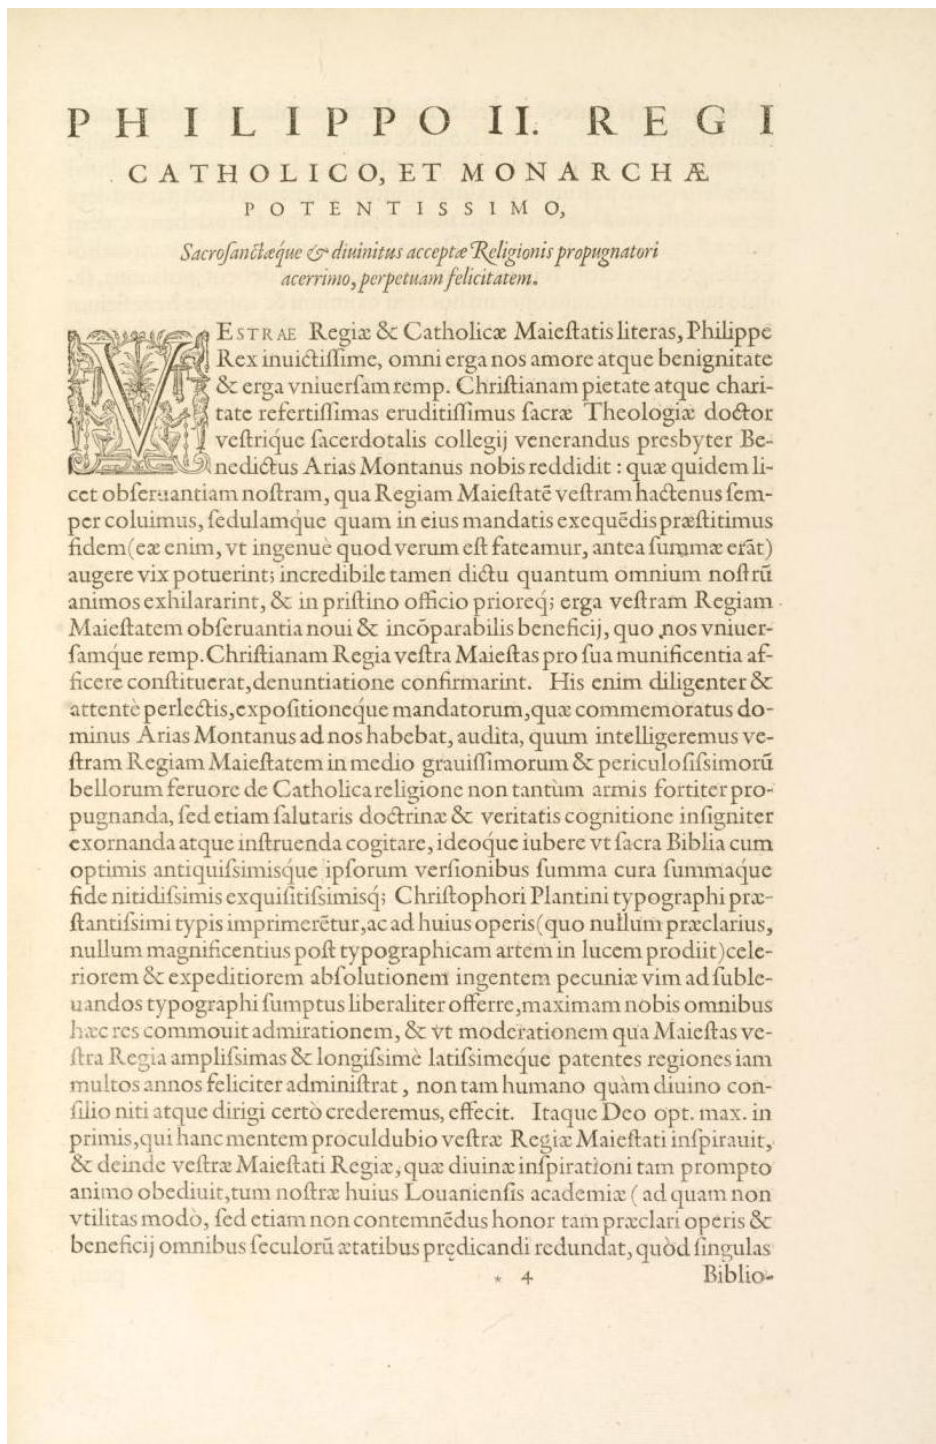 PHILIPPO II. REGI
CATHOLICO, ET MONARCHÆ
POTENTISSIMO,
Sacrosanctæq́ue & diuinitus acceptæ Religionis propugnatori
acerrimo, perpetuam felicitatem.
VESTRAE Regiæ & Catholicæ Maiestatis literas, Philippe
Rex inuictissime, omni erga nos amore atque benignitate
& erga vniuersam remp. Christianam pietate atque chari-
tate refertissimas eruditissimus sacræ Theologiæ doctor
vestrique sacerdotalis collegij venerandus presbyter Be-
nedictus Arias Montanus nobis reddidit : quæ quidem li-
cet obseruantiam nostram, qua Regiam Maiestatē vestram hactenus sem-
per coluimus, sedulamq́ue quam in eius mandatis exequēdis præstitimus
fidem (eæ enim, vt ingenuè quod verum est fateamur, antea summæ erāt)
augere vix potuerint; incredibile tamen dictu quantum omnium nostrū
animos exhilararint, & in pristino officio prioreq́; erga vestram Regiam
Maiestatem obseruantia noui & incōparabilis beneficij, quo nos vniuer-
samq́ue remp. Christianam Regia vestra Maiestas pro sua munificentia af-
ficere constituerat, denuntiatione confirmarint. His enim diligenter &
attentè perlectis, expositioneq́ue mandatorum, quæ commemoratus do-
minus Arias Montanus ad nos habebat, audita, quum intelligeremus ve-
stram Regiam Maiestatem in medio grauissimorum & periculosissimorū
bellorum feruore de Catholica religione non tantùm armis fortiter pro-
pugnanda, sed etiam salutaris doctrinæ & veritatis cognitione insigniter
exornanda atque instruenda cogitare, ideoque iubere vt sacra Biblia cum
optimis antiquissimisque ipsorum versionibus summa cura summaq́ue
fide nitidissimis exquisitissimisq́; Christophori Plantini typographi præ-
stantissimi typis imprimerētur, ac ad huius operis (quo nullum præclarius,
nullum magnificentius post typographicam artem in lucem prodiit) cele-
riorem & expeditiorem absolutionem ingentem pecuniæ vim ad suble-
uandos typographi sumptus liberaliter offerre, maximam nobis omnibus
hæc res commouit admirationem, & vt moderationem qua Maiestas ve-
stra Regia amplissimas & longissimè latissimeq́ue patentes regiones iam
multos annos feliciter administrat, non tam humano quàm diuino con-
silio niti atque dirigi certò crederemus, effecit. Itaque Deo opt. max. in
primis, qui hanc mentem proculdubio vestræ Regiæ Maiestati inspirauit,
& deinde vestræ Maiestati Regiæ, quæ diuinæ inspirationi tam prompto
animo obediuit, tum nostræ huius Louaniensis academiæ ( ad quam non
vtilitas modò, sed etiam non contemnēdus honor tam præclari operis &
beneficij omnibus seculorū ætatibus prędicandi redundat, quòd singulas
* 4 Biblio-